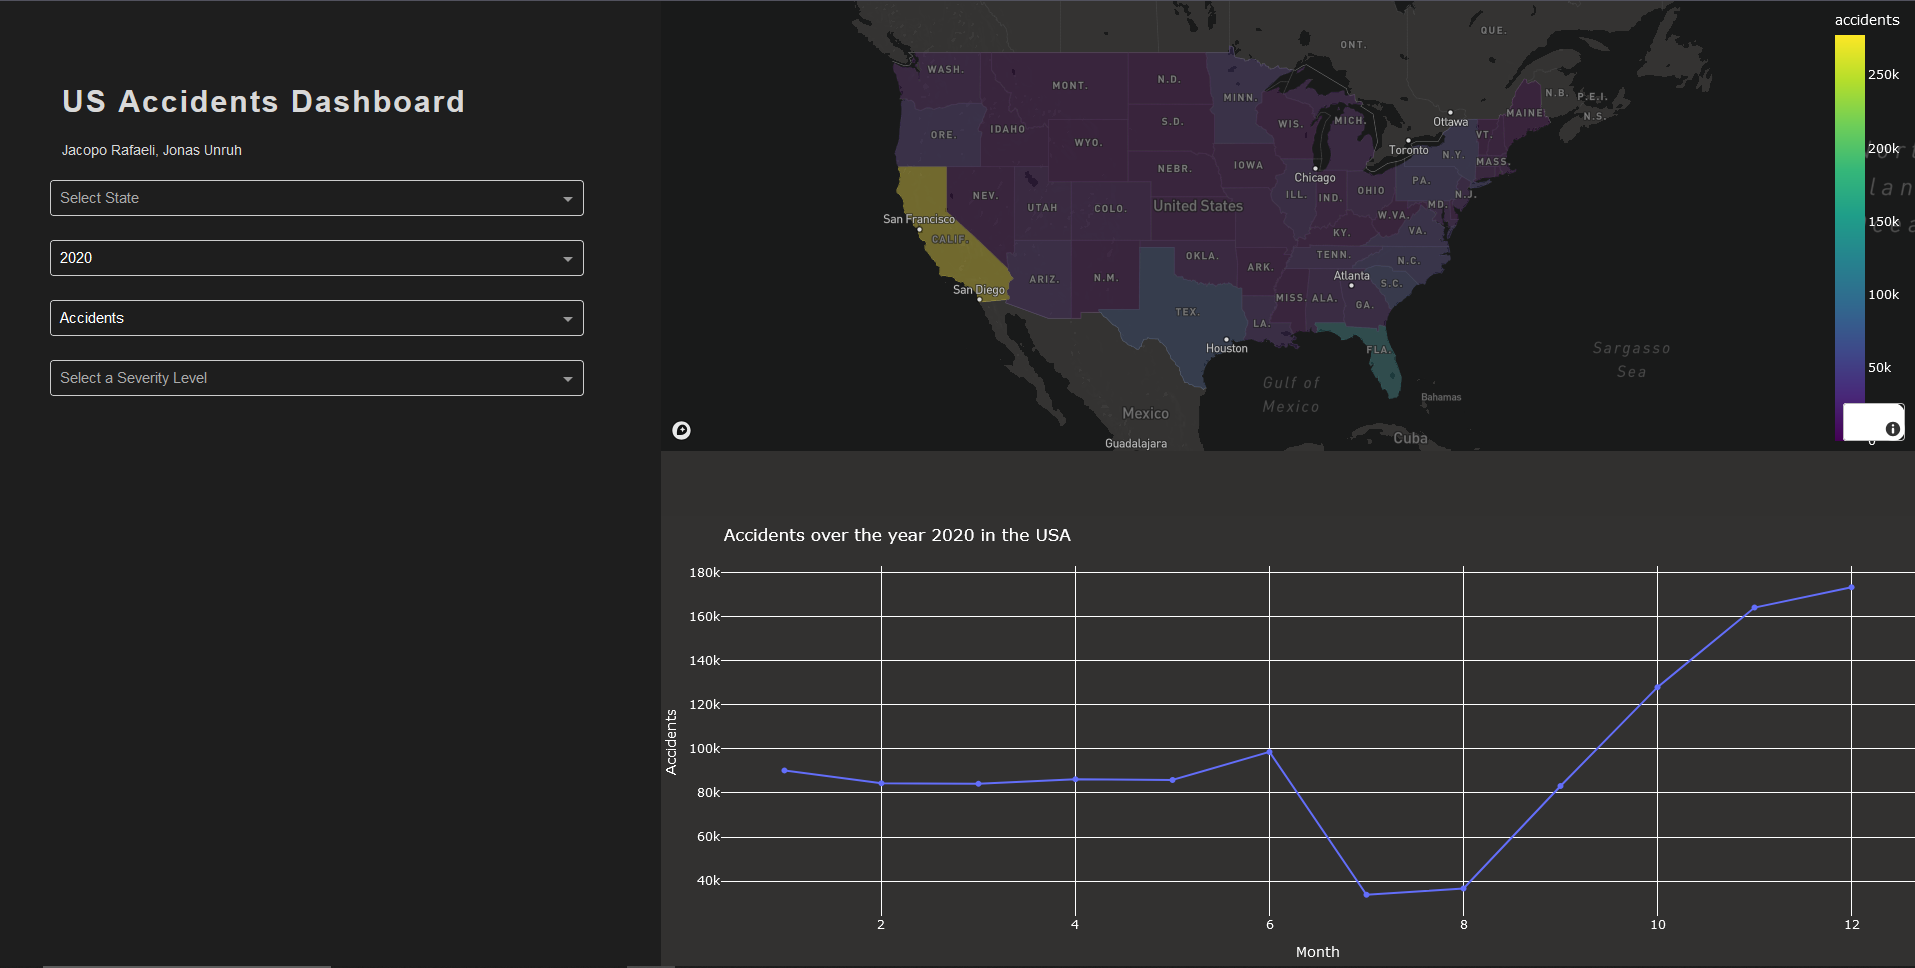 US Accidents Dashboard
Jacopo Rafaeli, Jonas Unruh
Select State
2020
Accidents
Select a Severity Level
accidents
250k
200k
150k
100k
50k
0
QUE.
ONT.
WASH.
MONT.
N.D.
MINN.
N.B.
P.E.I.
N.S.
MAINE
Ottawa
ORE.
IDAHO
S.D.
WIS.
MICH.
VT.
WYO.
Toronto
N.Y.
MASS.
NEBR.
IOWA
Chicago
PA.
NEV.
UTAH
COLO.
United States
ILL.
IND.
OHIO
N.J.
MD.
San Francisco
CALIF.
W.VA.
VA.
KY.
OKLA.
TENN.
N.C.
ARIZ.
N.M.
ARK.
Atlanta
San Diego
S.C.
MISS.
ALA.
GA.
TEX.
LA.
Houston
FLA.
Sargasso
Sea
Gulf of
Mexico
Bahamas
Mexico
Cuba
Guadalajara
Accidents over the year 2020 in the USA
180k
160k
140k
120k
100k
80k
60k
40k
Accidents
2
4
6
8
10
12
Month